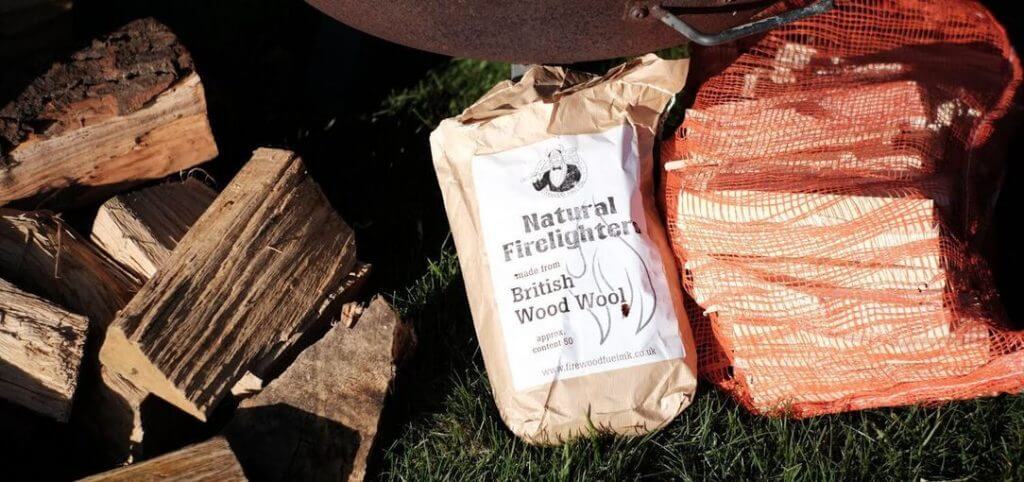 Natural
Firelighters
made from
British
Wood Wool
approx.
content 50
www.firewoodfuelmk.co.uk